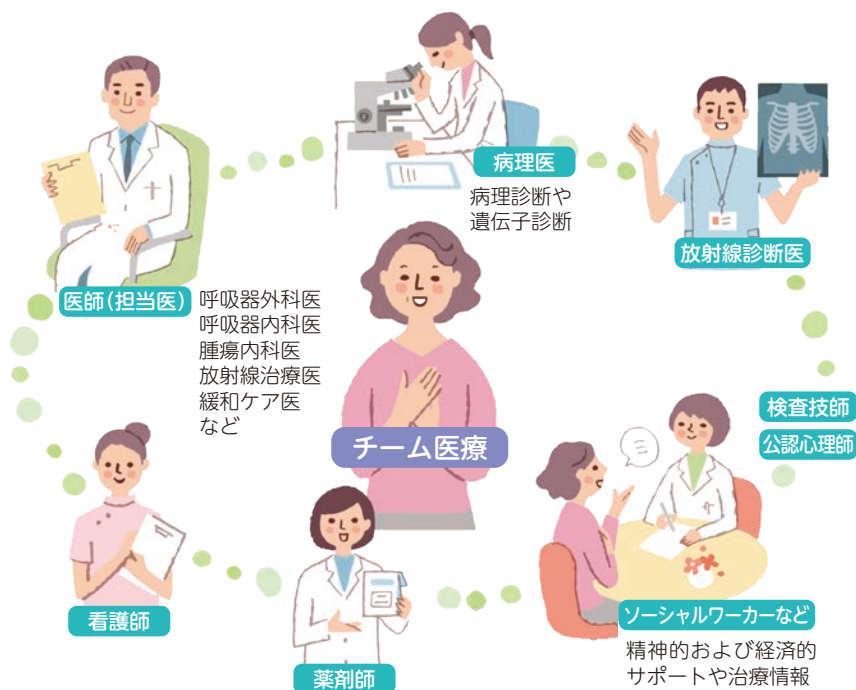 病理医
病理診断や
遺伝子診断
放射線診断医
医師(担当医)
呼吸器外科医
呼吸器内科医
腫瘍内科医
放射線治療医
緩和ケア医
など
チーム医療
検査技師
公認心理師
看護師
薬剤師
ソーシャルワーカーなど
精神的および経済的
サポートや治療情報